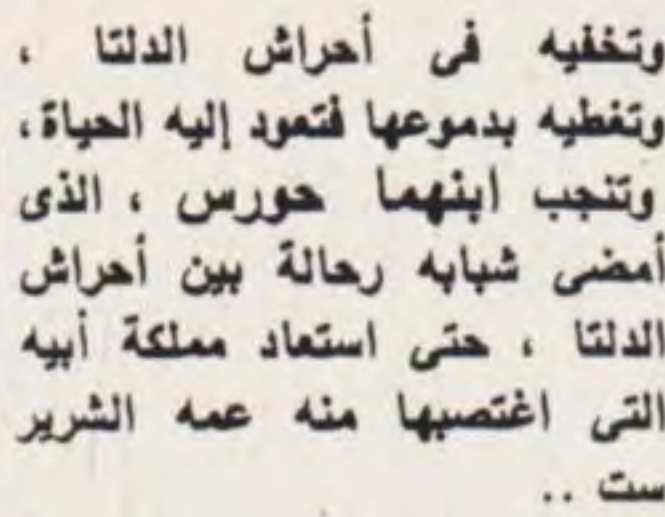 وتخفيه فى أحراش الدلتا ،
وتغطيه بدموعها فتعود إليه الحياة ،
وتنجب ابنهما حورس ، الذى
أمضى شبابه رحالة بين أحراش
الدلتا ، حتى استعاد مملكة أبيه
التى اغتصبها منه عمه الشرير
ست ..